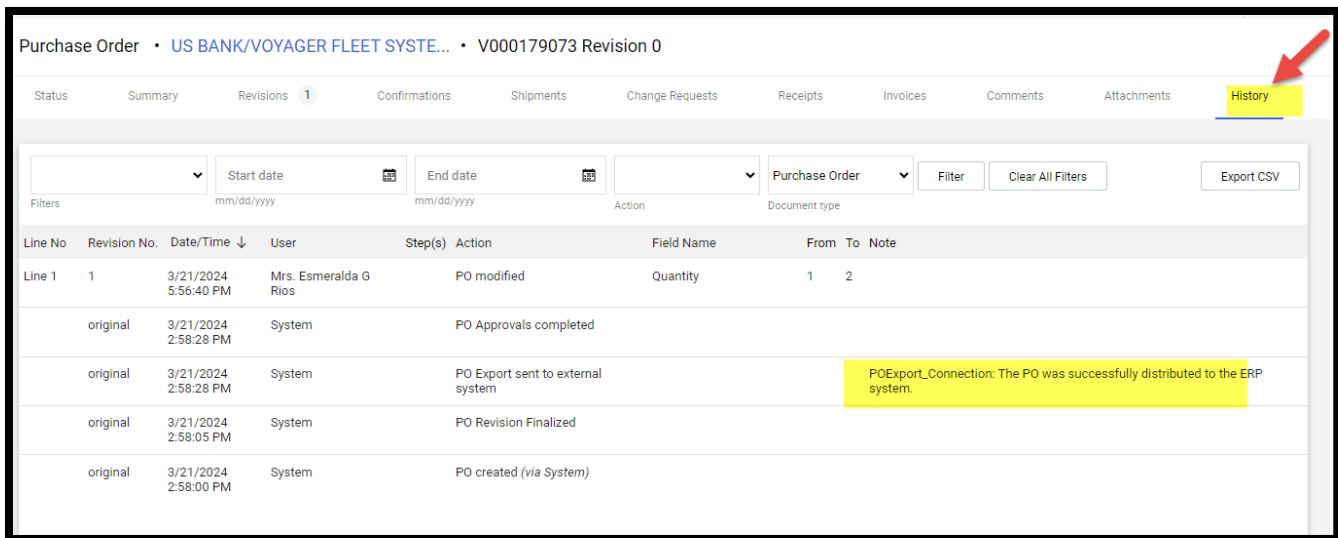 Purchase Order • US BANK/VOYAGER FLEET SYSTE... • V000179073 Revision 0
Status Summary Revisions 1 Confirmations Shipments Change Requests Receipts Invoices Comments Attachments History
Start date End date Purchase Order Filter Clear All Filters Export CSV
Filters mm/dd/yyyy mm/dd/yyyy Action Document type
Line No Revision No. Date/Time ↓ User Step(s) Action Field Name From To Note
Line 1 1 3/21/2024 Mrs. Esmeralda G PO modified Quantity 1 2
5:56:40 PM Rios
original 3/21/2024 System PO Approvals completed
2:58:28 PM
original 3/21/2024 System PO Export sent to external POExport_Connection: The PO was successfully distributed to the ERP
2:58:28 PM system system.
original 3/21/2024 System PO Revision Finalized
2:58:05 PM
original 3/21/2024 System PO created (via System)
2:58:00 PM